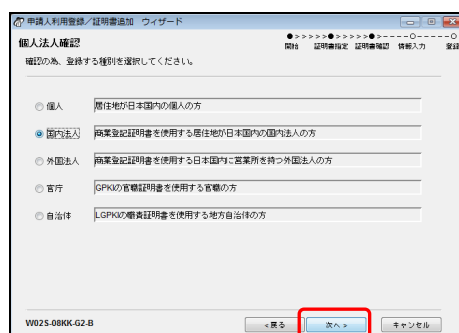 申請人利用登録／証明書追加 ウィザード
個人法人確認
●>>>>>●>>>>>●>----○----○
開始 証明書指定 証明書確認 情報入力 登録
確認の為、登録する種別を選択してください。
個人 居住地が日本国内の個人の方
国内法人 商業登記証明書を使用する居住地が日本国内の国内法人の方
外国法人 商業登記証明書を使用する日本国内に営業所を持つ外国法人の方
官庁 GPKIの官職証明書を使用する官職の方
自治体 LGPKIの職責証明書を使用する地方自治体の方
W02S-08KK-G2-B
<戻る
次へ>
キャンセル